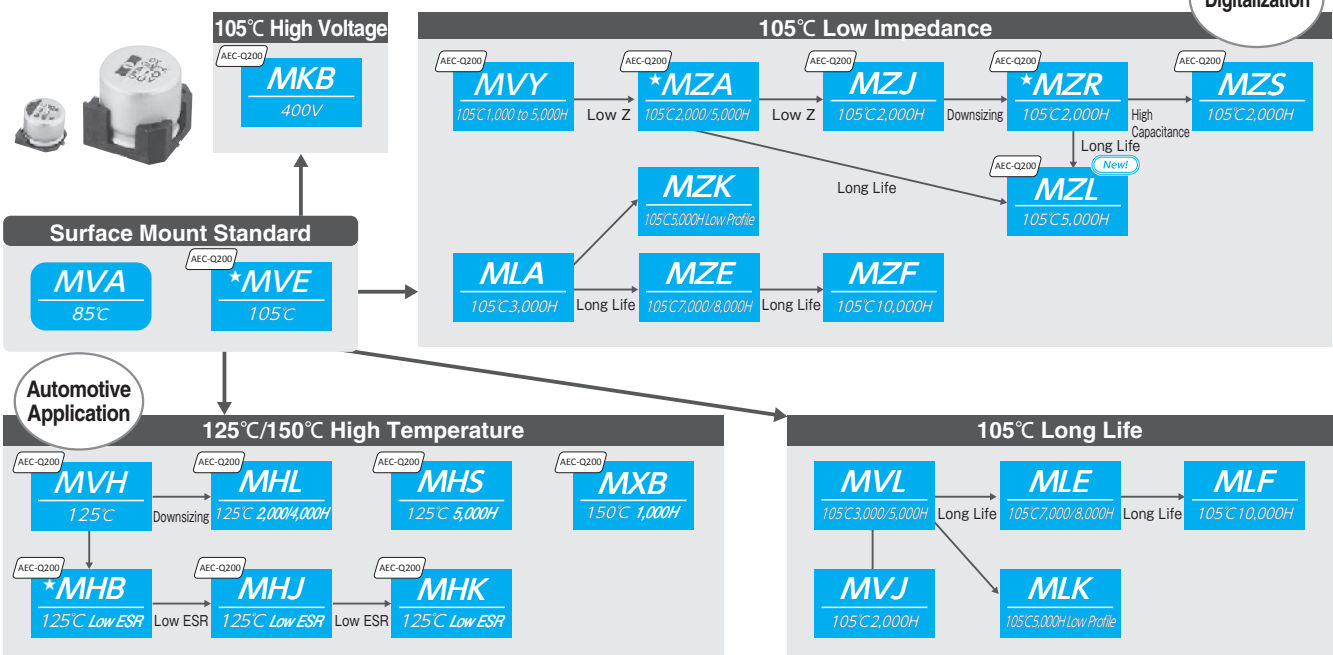 Digitalization
105℃ High Voltage
AEC-Q200
MKB
400V
105℃ Low Impedance
AEC-Q200
MVY
105℃1,000 to 5,000H
Low Z
AEC-Q200
★MZA
105℃2,000/5,000H
Low Z
AEC-Q200
MZJ
105℃2,000H
Downsizing
AEC-Q200
★MZR
105℃2,000H
High
Capacitance
AEC-Q200
MZS
105℃2,000H
Long Life
New!
AEC-Q200
MZL
105℃5,000H
Long Life
MZK
105℃5,000H Low Profile
MLA
105℃3,000H
Long Life
MZE
105℃7,000/8,000H
Long Life
MZF
105℃10,000H
Surface Mount Standard
MVA
85℃
AEC-Q200
★MVE
105℃
Automotive
Application
125℃/150℃ High Temperature
AEC-Q200
MVH
125℃
Downsizing
AEC-Q200
MHL
125℃ 2,000/4,000H
AEC-Q200
MHS
125℃ 5,000H
AEC-Q200
MXB
150℃ 1,000H
AEC-Q200
★MHB
125℃ Low ESR
Low ESR
AEC-Q200
MHJ
125℃ Low ESR
Low ESR
AEC-Q200
MHK
125℃ Low ESR
105℃ Long Life
MVL
105℃3,000/5,000H
Long Life
MLE
105℃7,000/8,000H
Long Life
MLF
105℃10,000H
MVJ
105℃2,000H
MLK
105℃5,000H Low Profile